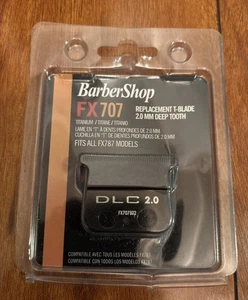 BarberShop
FX707
REPLACEMENT T-BLADE
2.0 MM DEEP TOOTH
TITANIUM / TITANE / TITANIO
LAME EN "T" À DENTS PROFONDES DE 2.0 MM
CUCHILLA EN "T" DIENTES PROFUNDOS DE 2.0 MM
FITS ALL FX787 MODELS
DLC 2.0
COMPATIBLE AVEC TOUS LES MODÈLES FX787
COMPATIBLE CON TODOS LOS MODELOS FX787